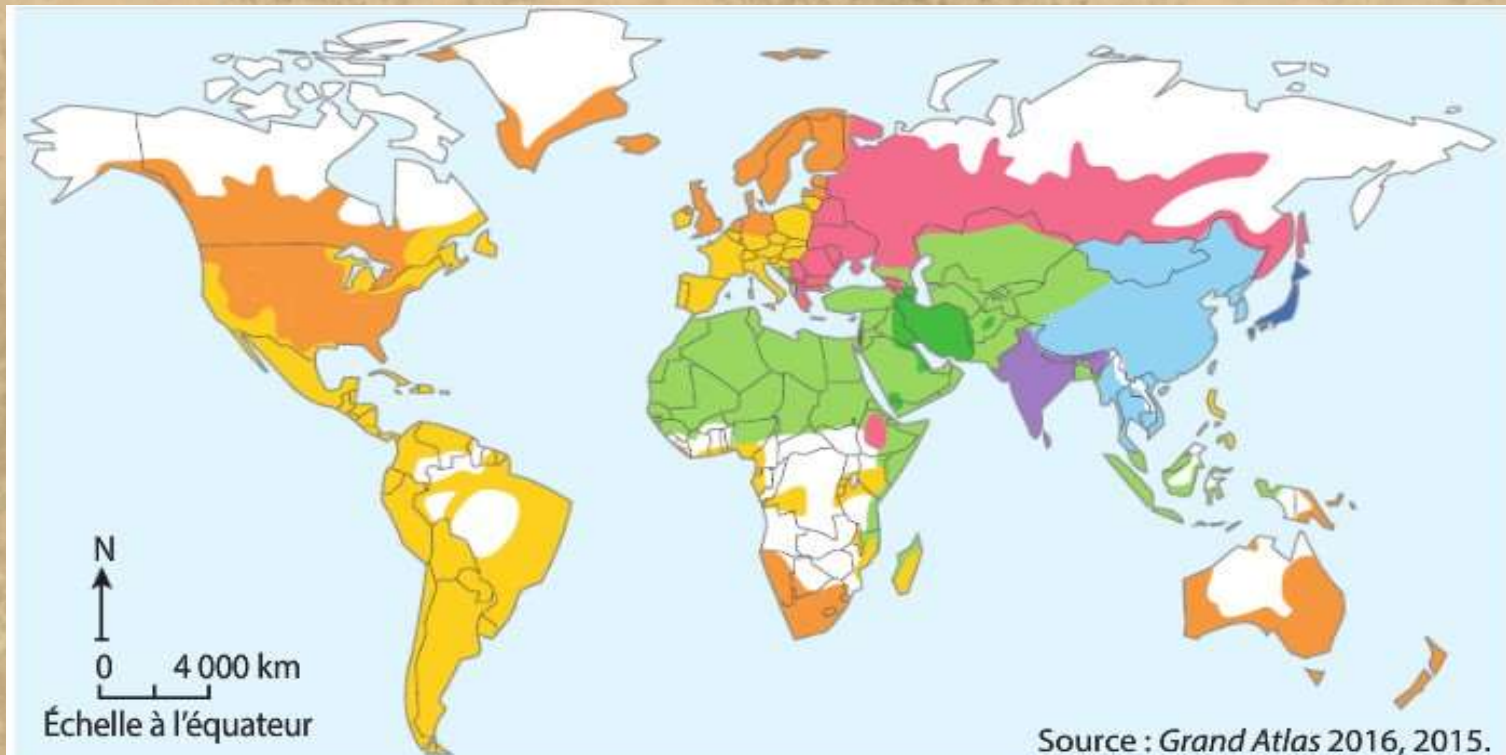 N
0 4 000 km
Échelle à l'équateur
Source : Grand Atlas 2016, 2015.